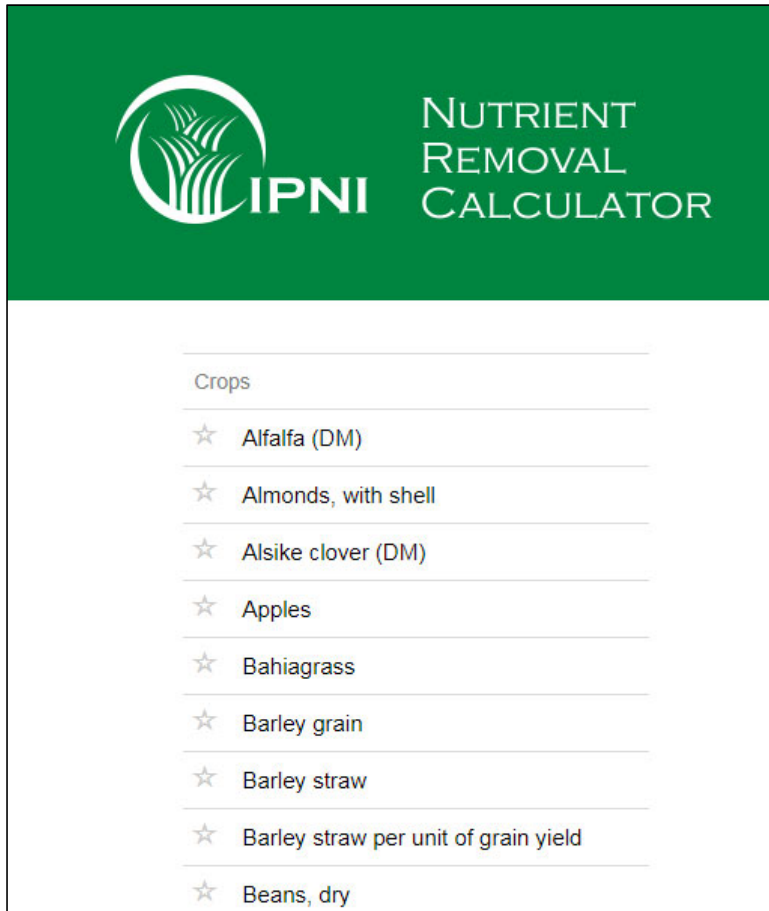 IPNI
NUTRIENT
REMOVAL
CALCULATOR
Crops
Alfalfa (DM)
Almonds, with shell
Alsike clover (DM)
Apples
Bahiagrass
Barley grain
Barley straw
Barley straw per unit of grain yield
Beans, dry